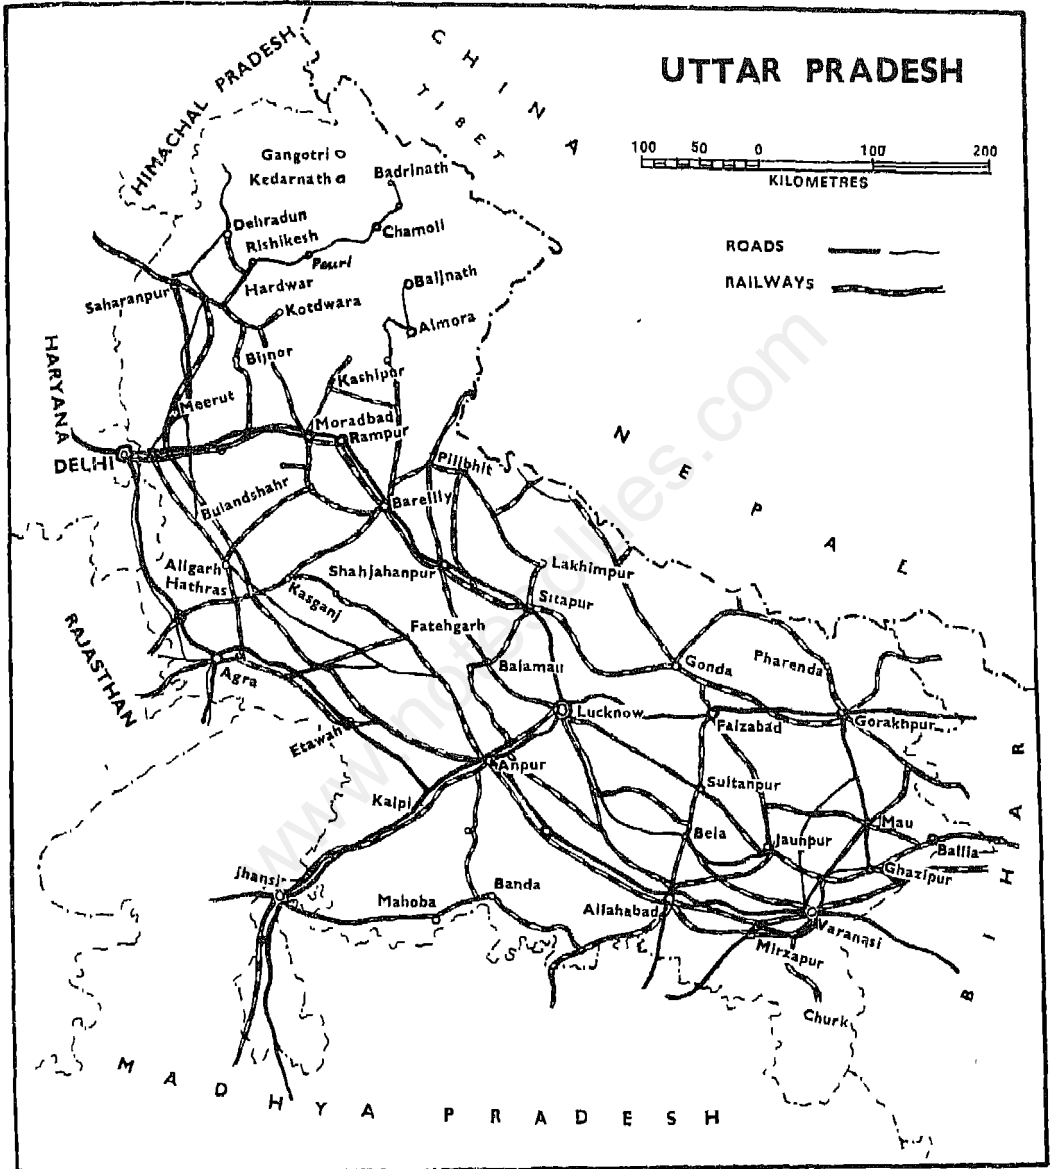 UTTAR PRADESH
CHINA
TIBET
HIMACHAL PRADESH
100 50 0 100 200
KILOMETRES
ROADS
RAILWAYS
Gangotri
Kedarnath
Badrinath
Dehradun
Rishikesh
Chamoli
Pauri
Hardwar
Saharanpur
Kotdwara
Baijnath
Almora
HARYANA
Bijnor
Kashipur
Meerut
Moradbad
Rampur
DELHI
NEPAL
Pilibhit
Bulandshahr
Bareilly
Aligarh
Hathras
Shahjahanpur
Lakhimpur
Kasganj
Sitapur
RAJASTHAN
Fatehgarh
Agra
Balamau
Gonda
Pharenda
Lucknow
Faizabad
Gorakhpur
Etawah
Anpur
Sultanpur
Kalpi
BIHAR
Bela
Jaunpur
Mau
Ballia
Ghazipur
Jhansi
Mahoba
Banda
Allahabad
Varanasi
Mirzapur
Churk
MADHYA PRADESH